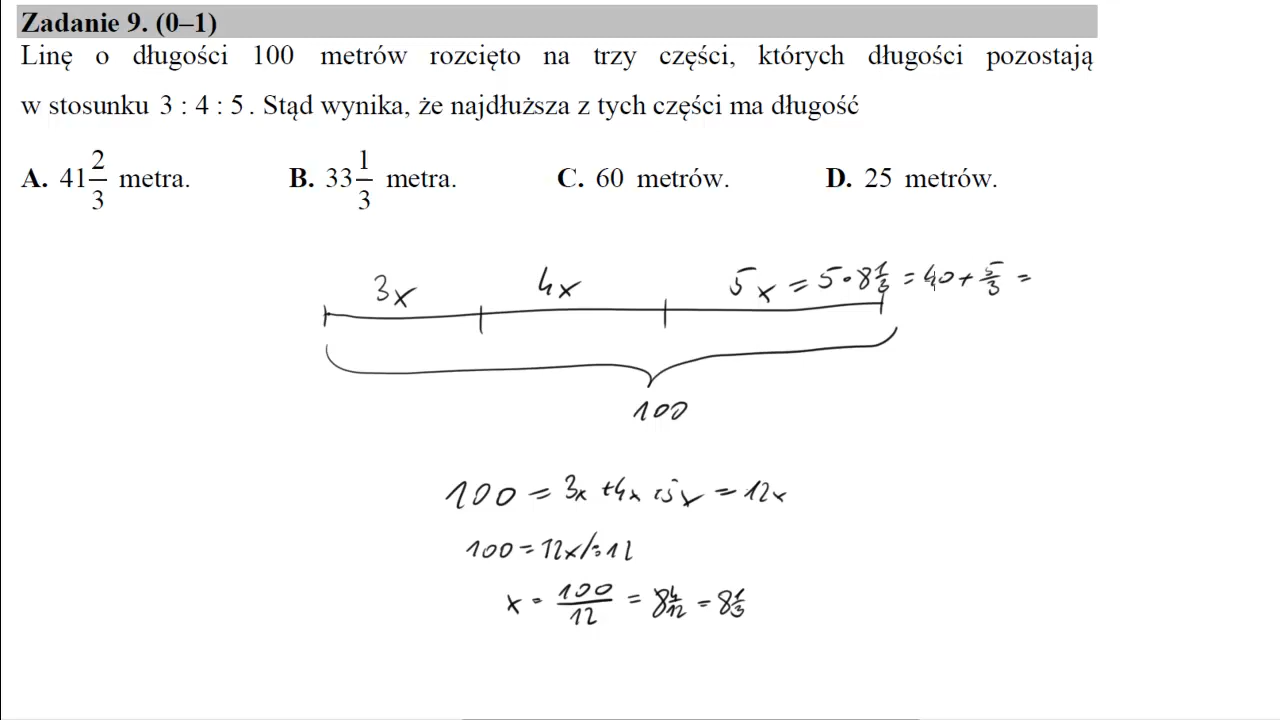 Zadanie 9. (0–1)
Linę o długości 100 metrów rozcięto na trzy części, których długości pozostają
w stosunku 3 : 4 : 5 . Stąd wynika, że najdłuższa z tych części ma długość
A. 41 2/3 metra. B. 33 1/3 metra. C. 60 metrów. D. 25 metrów.
3x 4x 5x = 5·8 1/3 = 40 + 5/3 =
100
100 = 3x +4x +5x = 12x
100 = 12x /:12
x = 100/12 = 8 4/12 = 8 1/3